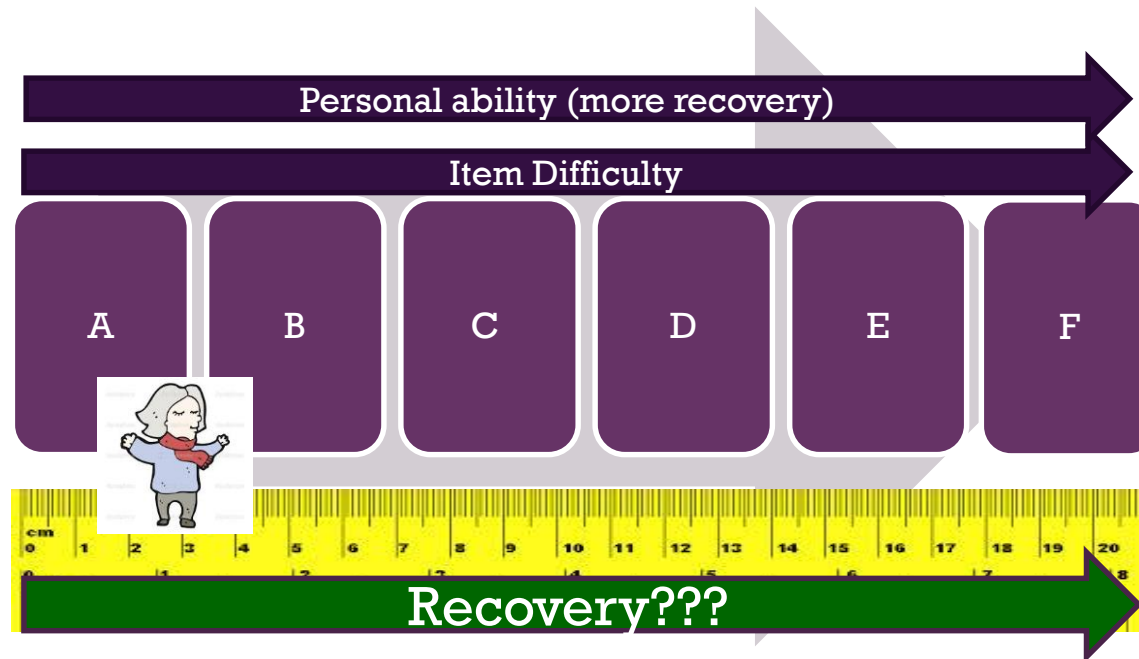 Personal ability (more recovery)
Item Difficulty
A B C D E F
cm
0 1 2 3 4 5 6 7 8 9 10 11 12 13 14 15 16 17 18 19 20
8
Recovery???